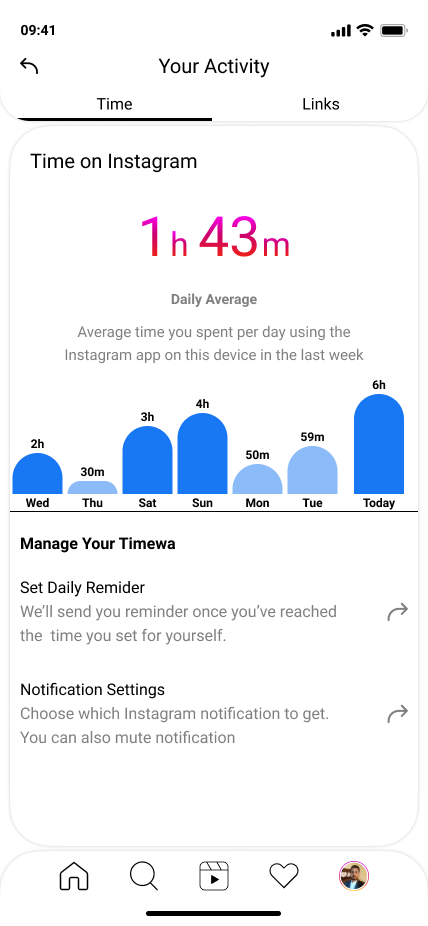 09:41
Your Activity
Time Links
Time on Instagram
1h 43m
Daily Average
Average time you spent per day using the
Instagram app on this device in the last week
2h 30m 3h 4h 50m 59m 6h
Wed Thu Sat Sun Mon Tue Today
Manage Your Timewa
Set Daily Remider
We'll send you reminder once you've reached
the time you set for yourself.
Notification Settings
Choose which Instagram notification to get.
You can also mute notification